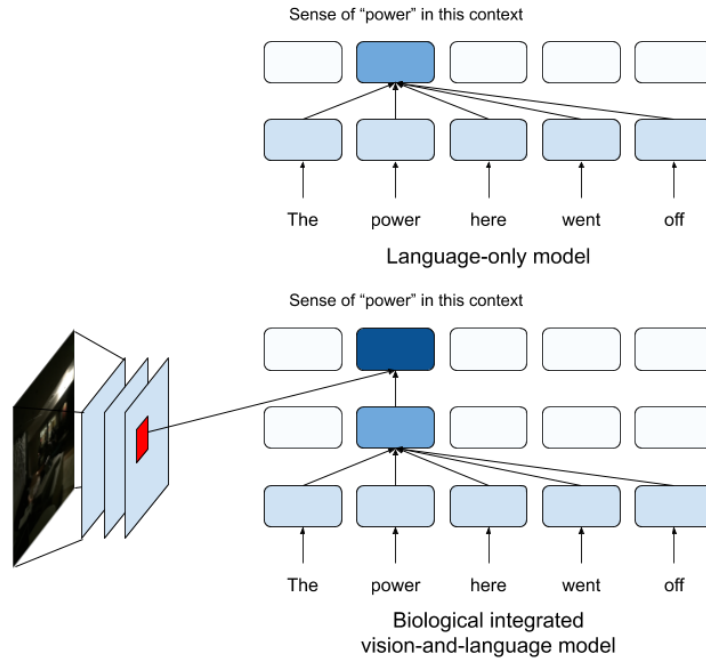 Sense of “power” in this context
The power here went off
Language-only model
Sense of “power” in this context
The power here went off
Biological integrated
vision-and-language model